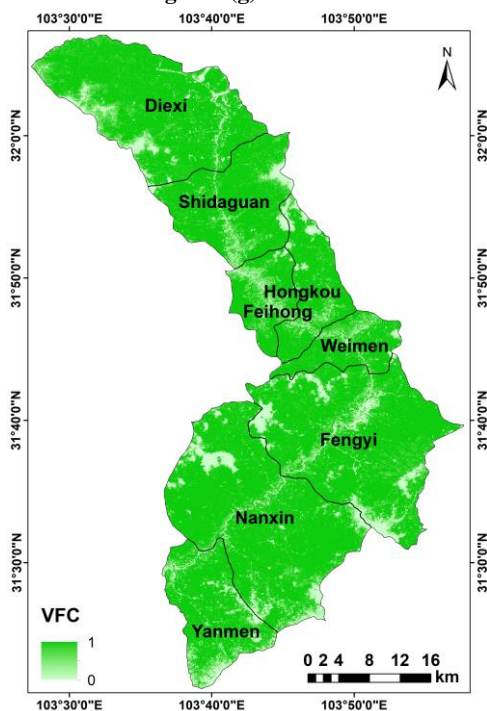 (g)
103°30'0"E 103°40'0"E 103°50'0"E
N
Diexi
32°0'0"N 32°0'0"N
Shidaguan
31°50'0"N 31°50'0"N
Hongkou
Feihong
Weimen
31°40'0"N 31°40'0"N
Fengyi
Nanxin
31°30'0"N 31°30'0"N
VFC
Yanmen
1
0
0 2 4 8 12 16
km
103°30'0"E 103°40'0"E 103°50'0"E